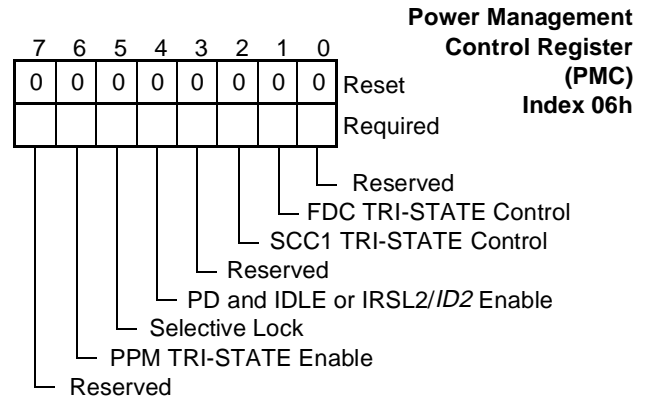 Power Management
Control Register
(PMC)
Index 06h
7 6 5 4 3 2 1 0
0 0 0 0 0 0 0 0 Reset
Required
Reserved
FDC TRI-STATE Control
SCC1 TRI-STATE Control
Reserved
PD and IDLE or IRSL2/ID2 Enable
Selective Lock
PPM TRI-STATE Enable
Reserved